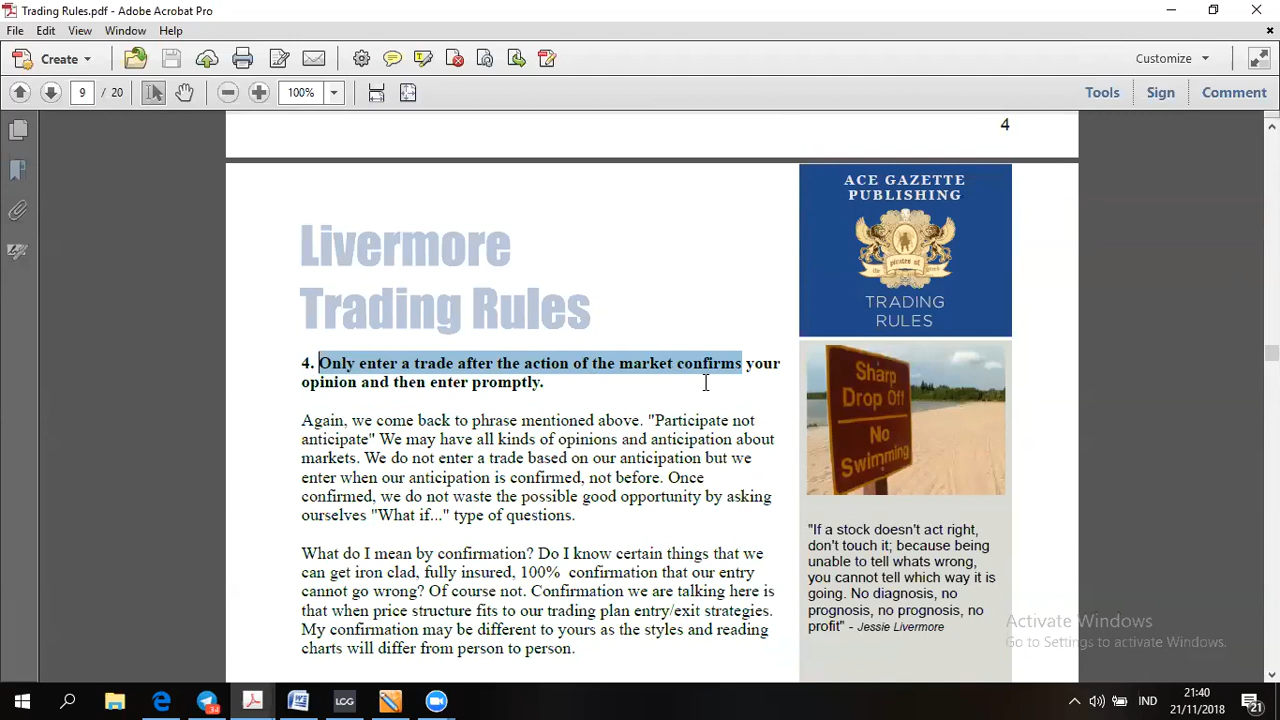 Trading Rules.pdf - Adobe Acrobat Pro
File Edit View Window Help
Create
Customize
9 / 20
100%
Tools Sign Comment
4
Livermore
Trading Rules
4. Only enter a trade after the action of the market confirms your
opinion and then enter promptly.
Again, we come back to phrase mentioned above. "Participate not
anticipate" We may have all kinds of opinions and anticipation about
markets. We do not enter a trade based on our anticipation but we
enter when our anticipation is confirmed, not before. Once
confirmed, we do not waste the possible good opportunity by asking
ourselves "What if..." type of questions.
What do I mean by confirmation? Do I know certain things that we
can get iron clad, fully insured, 100% confirmation that our entry
cannot go wrong? Of course not. Confirmation we are talking here is
that when price structure fits to our trading plan entry/exit strategies.
My confirmation may be different to yours as the styles and reading
charts will differ from person to person.
ACE GAZETTE
PUBLISHING
pirates of
TRADING
RULES
Sharp
Drop Off
No
Swimming
"If a stock doesn't act right,
don't touch it; because being
unable to tell whats wrong,
you cannot tell which way it is
going. No diagnosis, no
prognosis, no prognosis, no
profit" - Jessie Livermore
Activate Windows
Go to Settings to activate Windows.
34
LCG
IND
21:40
21/11/2018
21